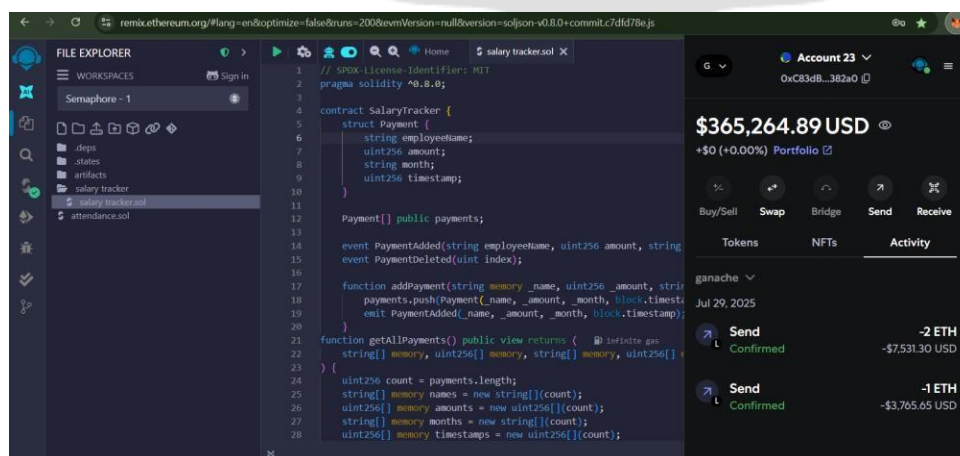 remix.ethereum.org/#lang=en&optimize=false&runs=200&evmVersion=null&version=soljson-v0.8.0+commit.c7dfd78e.js
FILE EXPLORER
WORKSPACES
Sign in
Semaphore - 1
.deps
.states
artifacts
salary tracker
salary tracker.sol
attendance.sol
Home
salary tracker.sol
1 // SPDX-License-Identifier: MIT
2 pragma solidity ^0.8.0;
3
4 contract SalaryTracker {
5 struct Payment {
6 string employeeName;
7 uint256 amount;
8 string month;
9 uint256 timestamp;
10 }
11
12 Payment[] public payments;
13
14 event PaymentAdded(string employeeName, uint256 amount, string
15 event PaymentDeleted(uint index);
16
17 function addPayment(string memory _name, uint256 _amount, strin
18 payments.push(Payment(_name, _amount, _month, block.timesta
19 emit PaymentAdded(_name, _amount, _month, block.timestamp);
20 }
21 function getAllPayments() public view returns ( infinite gas
22 string[] memory, uint256[] memory, string[] memory, uint256[] m
23 ) {
24 uint256 count = payments.length;
25 string[] memory names = new string[](count);
26 uint256[] memory amounts = new uint256[](count);
27 string[] memory months = new string[](count);
28 uint256[] memory timestamps = new uint256[](count);
G
Account 23
0xC83dB...382a0
$365,264.89 USD
+$0 (+0.00%) Portfolio
Buy/Sell
Swap
Bridge
Send
Receive
Tokens
NFTs
Activity
ganache
Jul 29, 2025
L
Send
-2 ETH
Confirmed
-$7,531.30 USD
L
Send
-1 ETH
Confirmed
-$3,765.65 USD